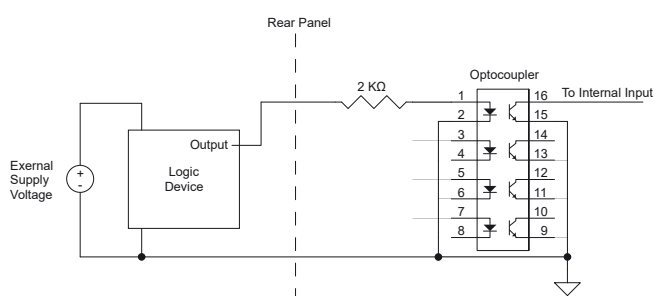 Rear Panel
Optocoupler
2 KΩ
1
16
To Internal Input
2
15
Output
3
14
4
13
Exernal
Supply
Voltage
+
-
Logic
Device
5
12
6
11
7
10
8
9